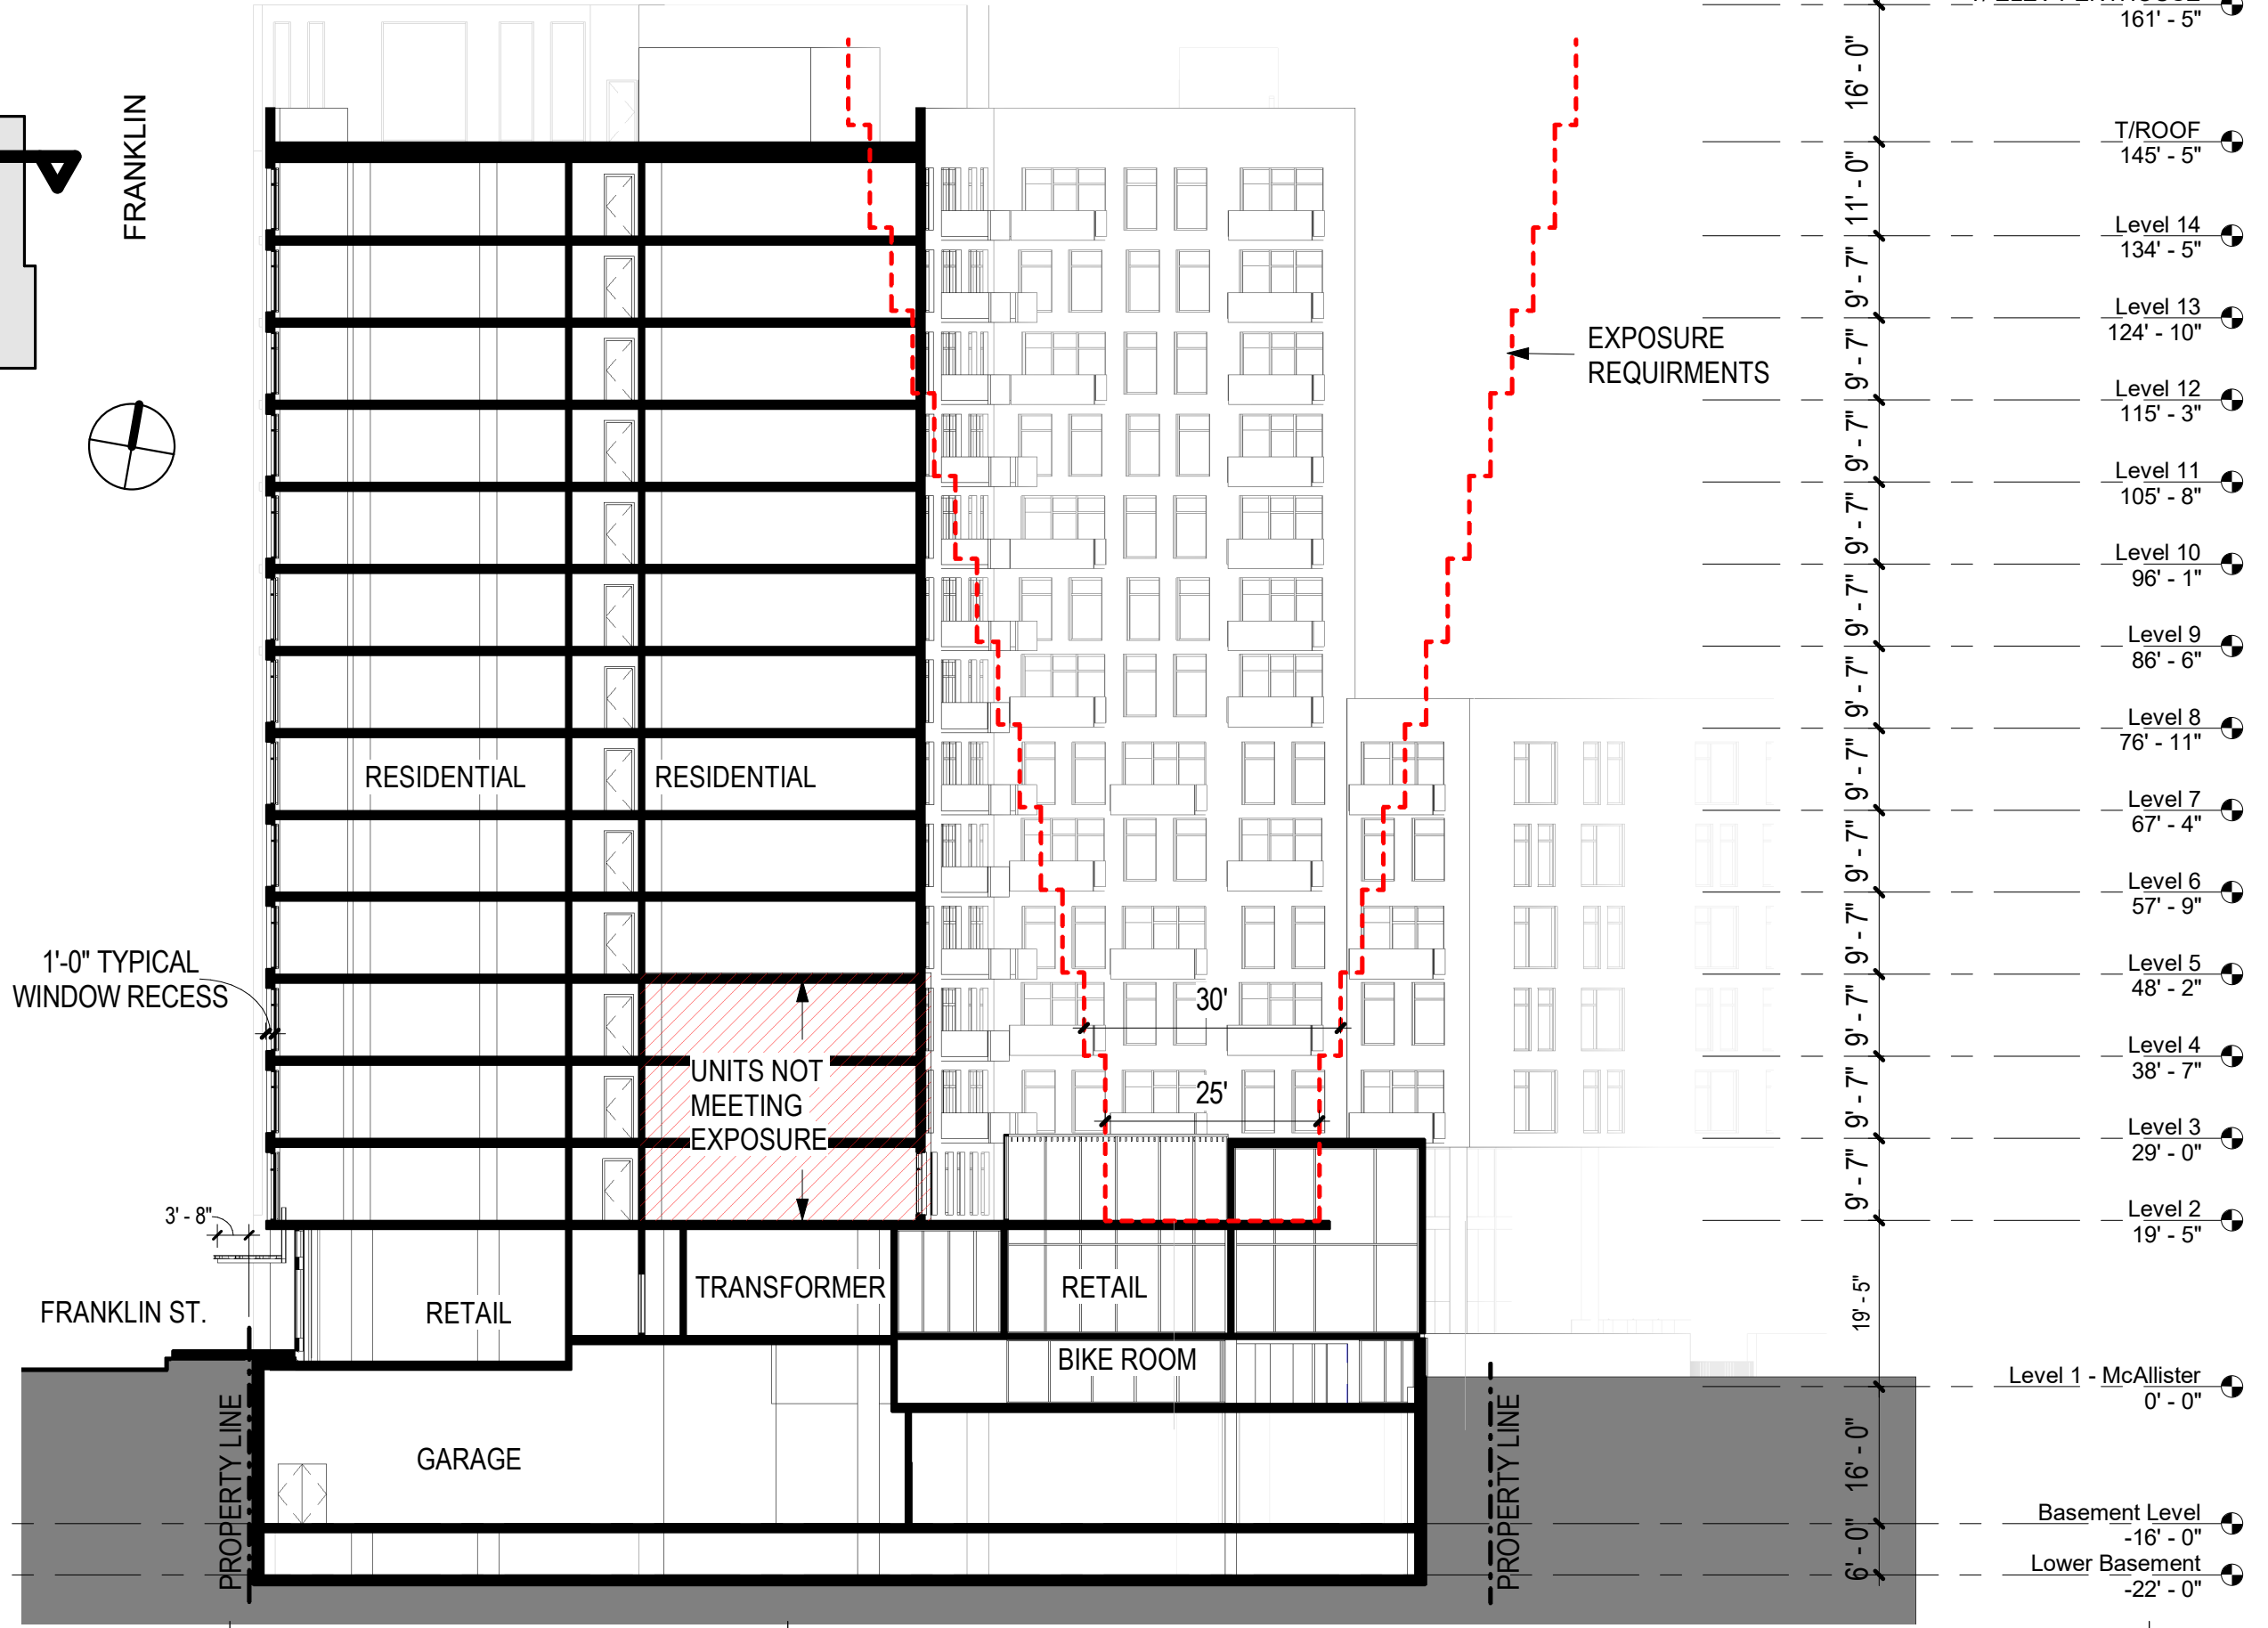 161' - 5"
16' - 0"
FRANKLIN
T/ROOF
145' - 5"
11' - 0"
Level 14
134' - 5"
9' - 7"
Level 13
124' - 10"
EXPOSURE
REQUIRMENTS
9' - 7"
Level 12
115' - 3"
9' - 7"
Level 11
105' - 8"
9' - 7"
Level 10
96' - 1"
9' - 7"
Level 9
86' - 6"
9' - 7"
Level 8
76' - 11"
RESIDENTIAL
RESIDENTIAL
9' - 7"
Level 7
67' - 4"
9' - 7"
Level 6
57' - 9"
9' - 7"
1'-0" TYPICAL
WINDOW RECESS
Level 5
48' - 2"
30'
9' - 7"
Level 4
38' - 7"
UNITS NOT
MEETING
EXPOSURE
25'
9' - 7"
Level 3
29' - 0"
9' - 7"
3' - 8"
Level 2
19' - 5"
FRANKLIN ST.
RETAIL
TRANSFORMER
RETAIL
19' - 5"
BIKE ROOM
Level 1 - McAllister
0' - 0"
PROPERTY LINE
GARAGE
PROPERTY LINE
16' - 0"
Basement Level
-16' - 0"
6' - 0"
Lower Basement
-22' - 0"